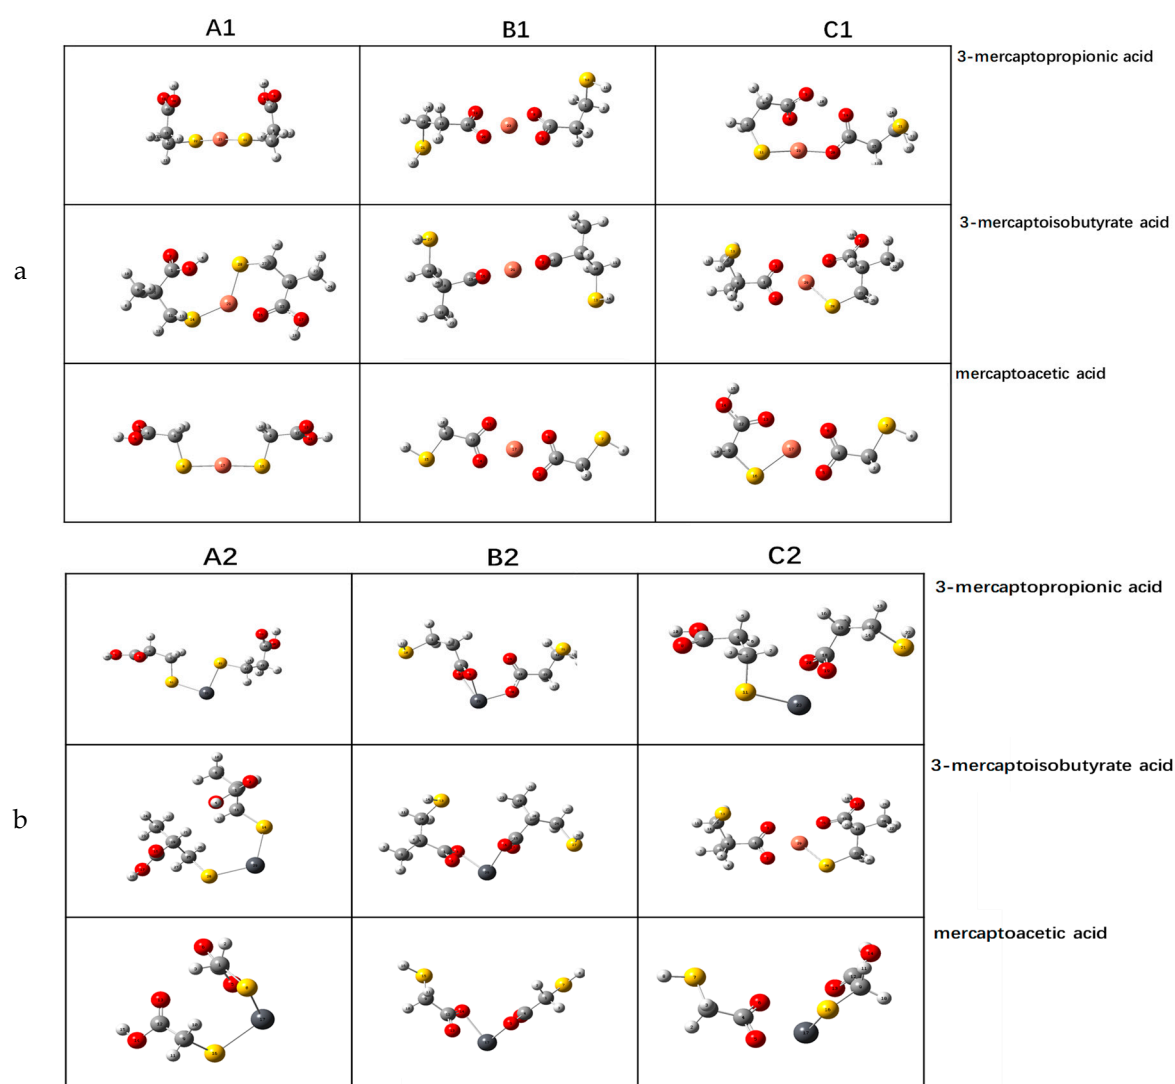 A1 B1 C1
3-mercaptopropionic acid
3-mercaptoisobutyrate acid
a
mercaptoacetic acid
A2 B2 C2
3-mercaptopropionic acid
3-mercaptoisobutyrate acid
b
mercaptoacetic acid